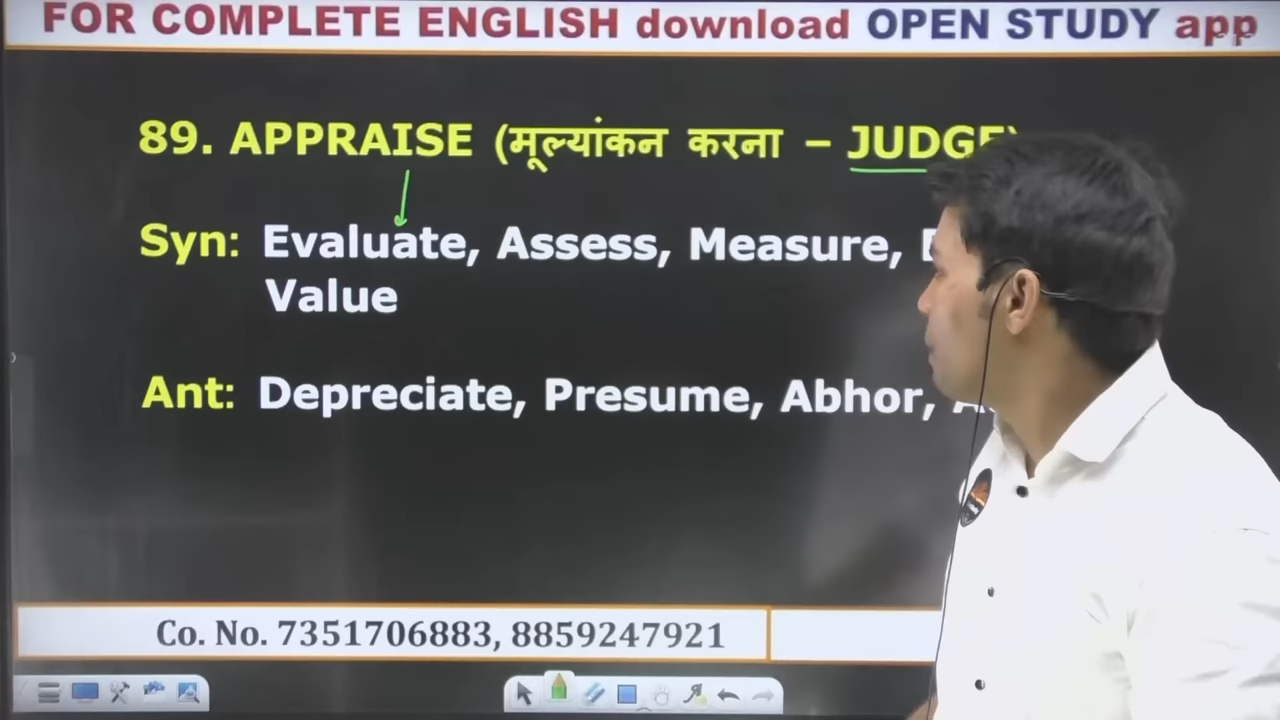 FOR COMPLETE ENGLISH download OPEN STUDY app
89. APPRAISE (मूल्यांकन करना – JUDGE)
Syn: Evaluate, Assess, Measure,
Value
Ant: Depreciate, Presume, Abhor,
Co. No. 7351706883, 8859247921